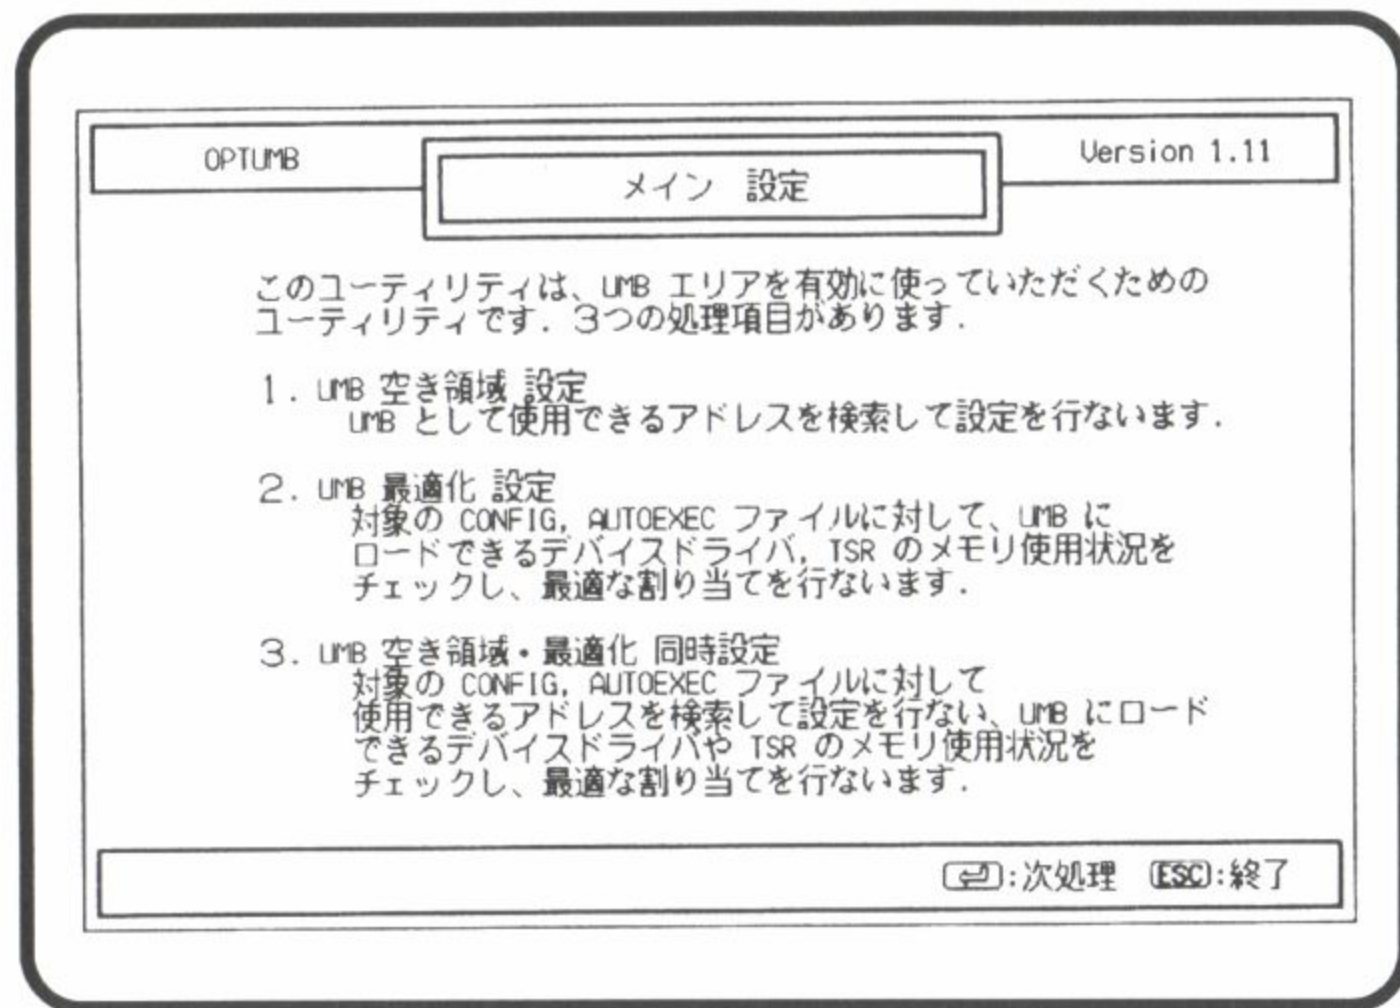 OPTUMB
メイン 設定
Version 1.11
このユーティリティは、UMB エリアを有効に使っていただくための
ユーティリティです. 3つの処理項目があります.
1. UMB 空き領域 設定
UMB として使用できるアドレスを検索して設定を行ないます.
2. UMB 最適化 設定
対象の CONFIG, AUTOEXEC ファイルに対して、UMB に
ロードできるデバイスドライバ, TSR のメモリ使用状況を
チェックし、最適な割り当てを行ないます.
3. UMB 空き領域・最適化 同時設定
対象の CONFIG, AUTOEXEC ファイルに対して
使用できるアドレスを検索して設定を行ない、UMB にロード
できるデバイスドライバや TSR のメモリ使用状況を
チェックし、最適な割り当てを行ないます.
⏎:次処理 ESC:終了